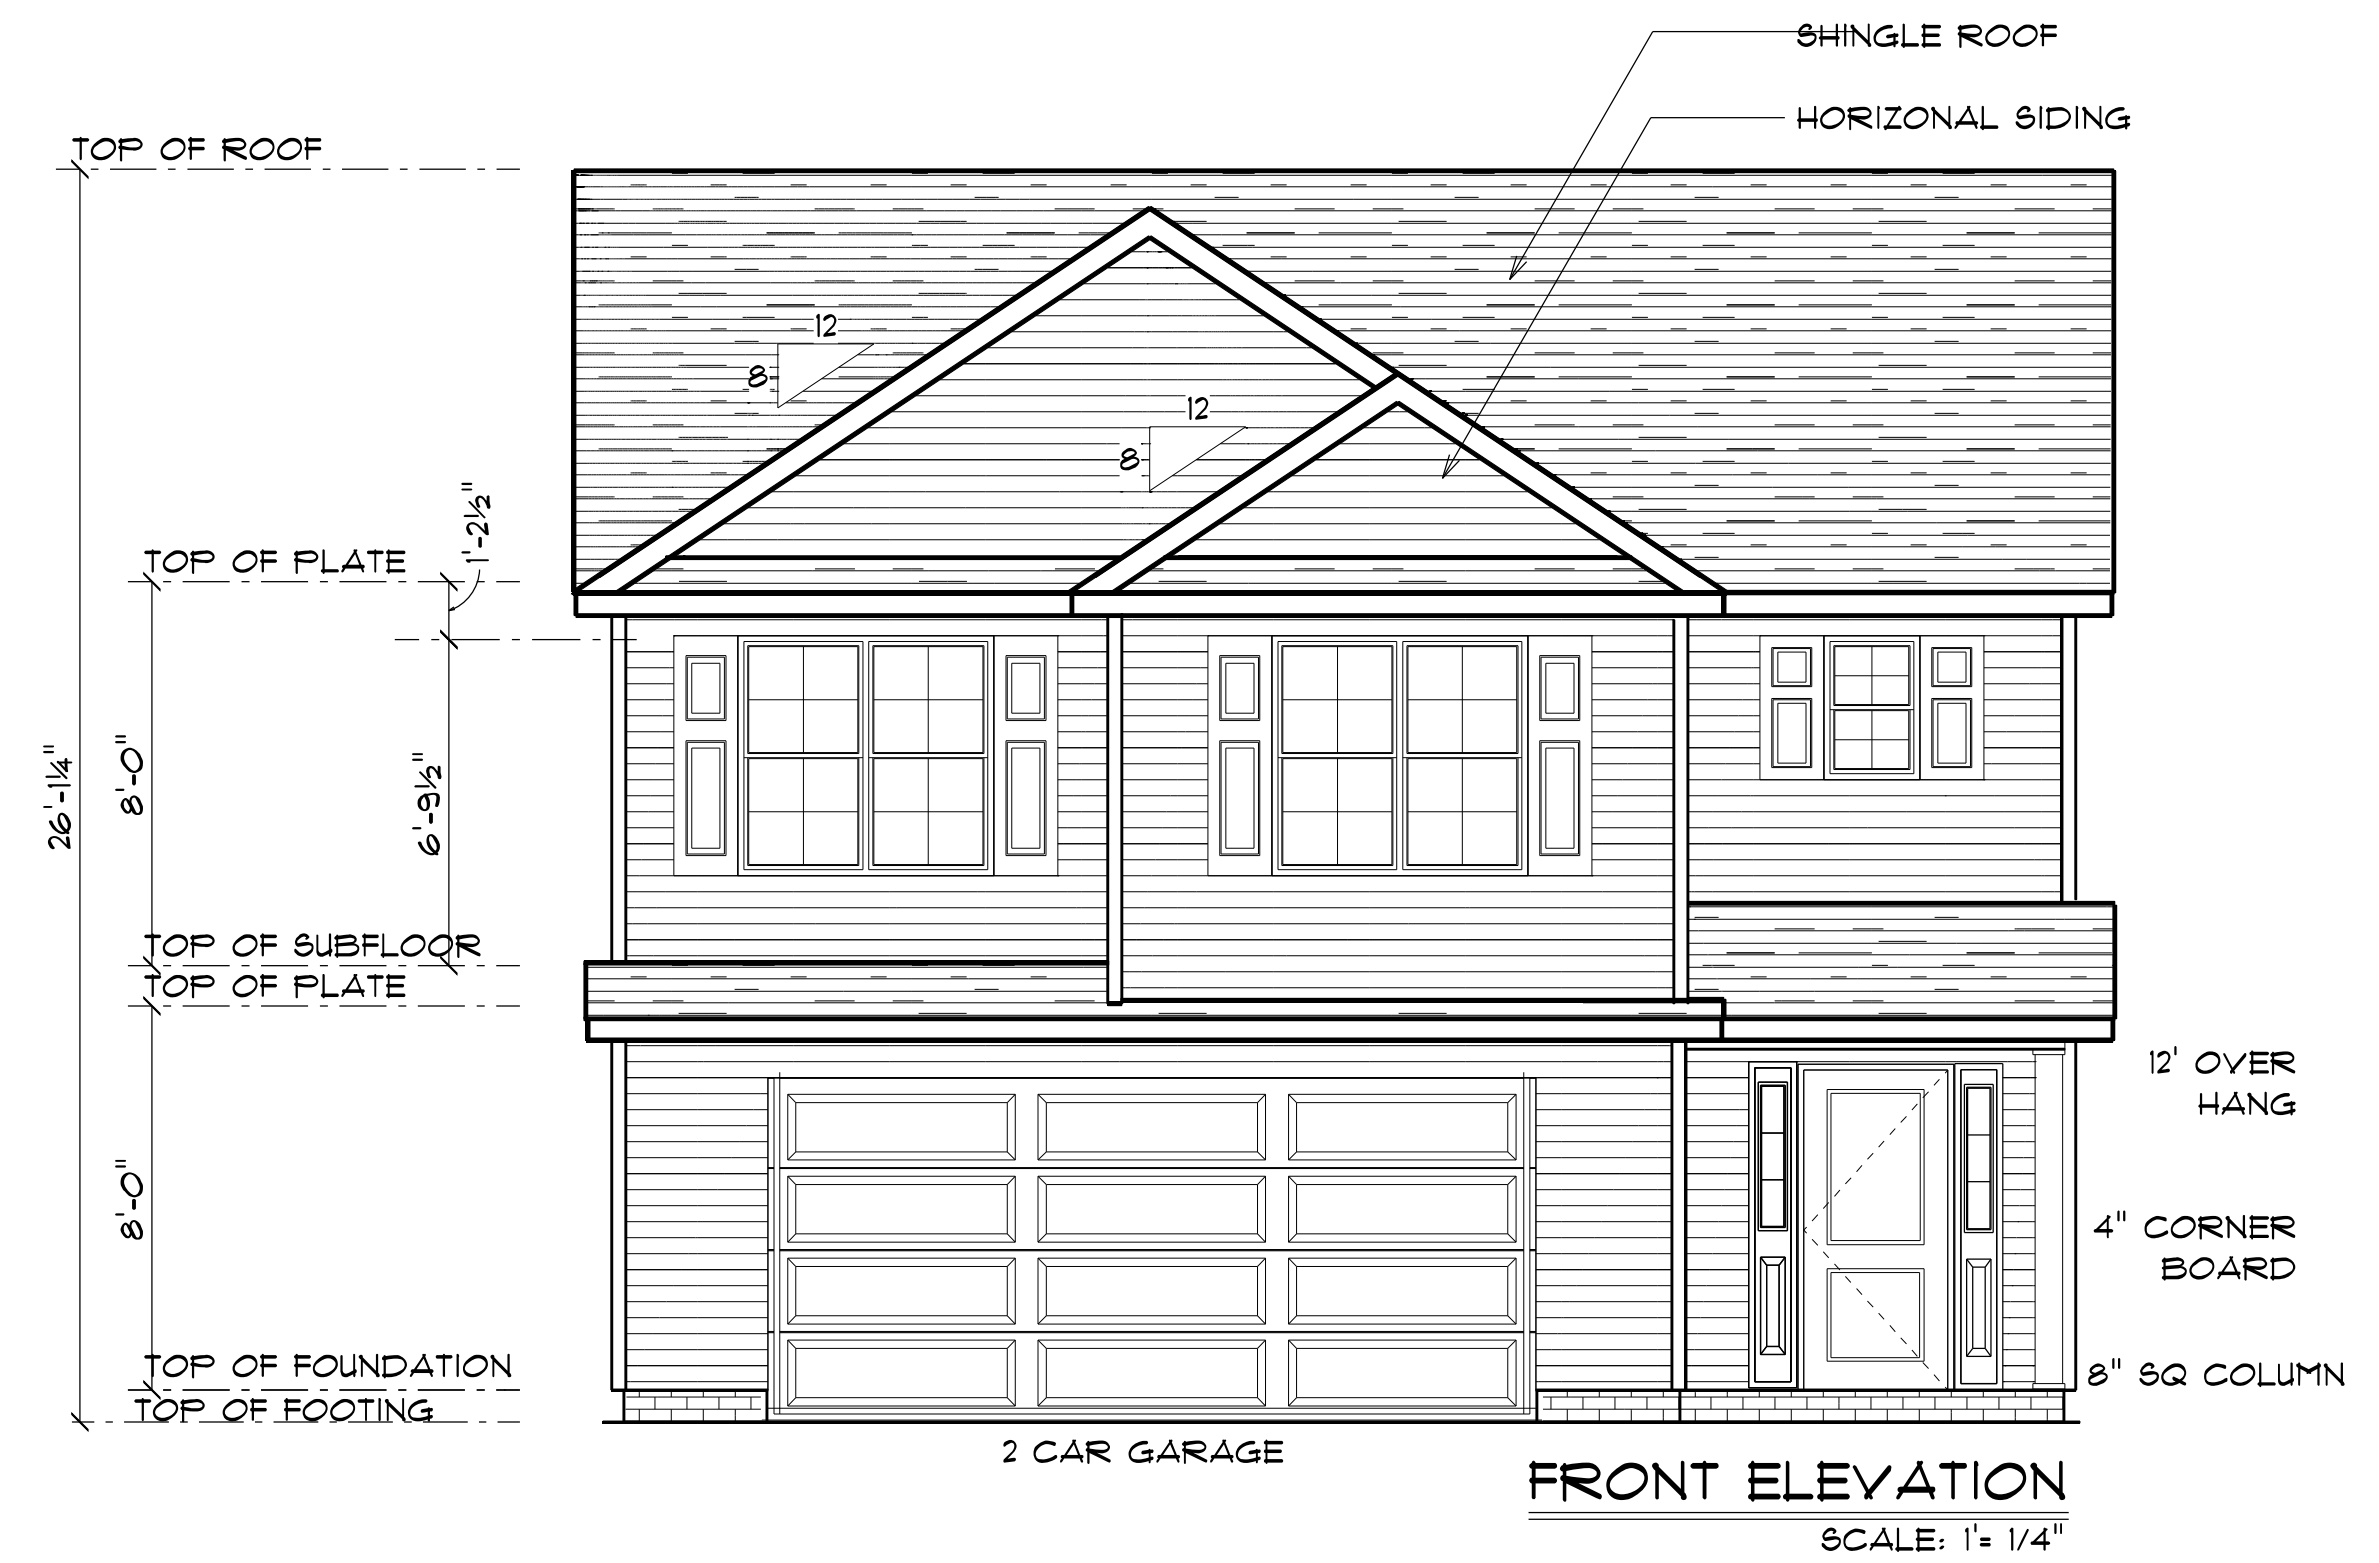 SHINGLE ROOF
HORIZONAL SIDING
TOP OF ROOF
12
8
12
8
1'-2½"
TOP OF PLATE
26'-1¼"
8'-0"
6'-9½"
TOP OF SUBFLOOR
TOP OF PLATE
12' OVER
HANG
8'-0"
4" CORNER
BOARD
TOP OF FOUNDATION
8" SQ COLUMN
TOP OF FOOTING
2 CAR GARAGE
FRONT ELEVATION
SCALE: 1'= 1/4"